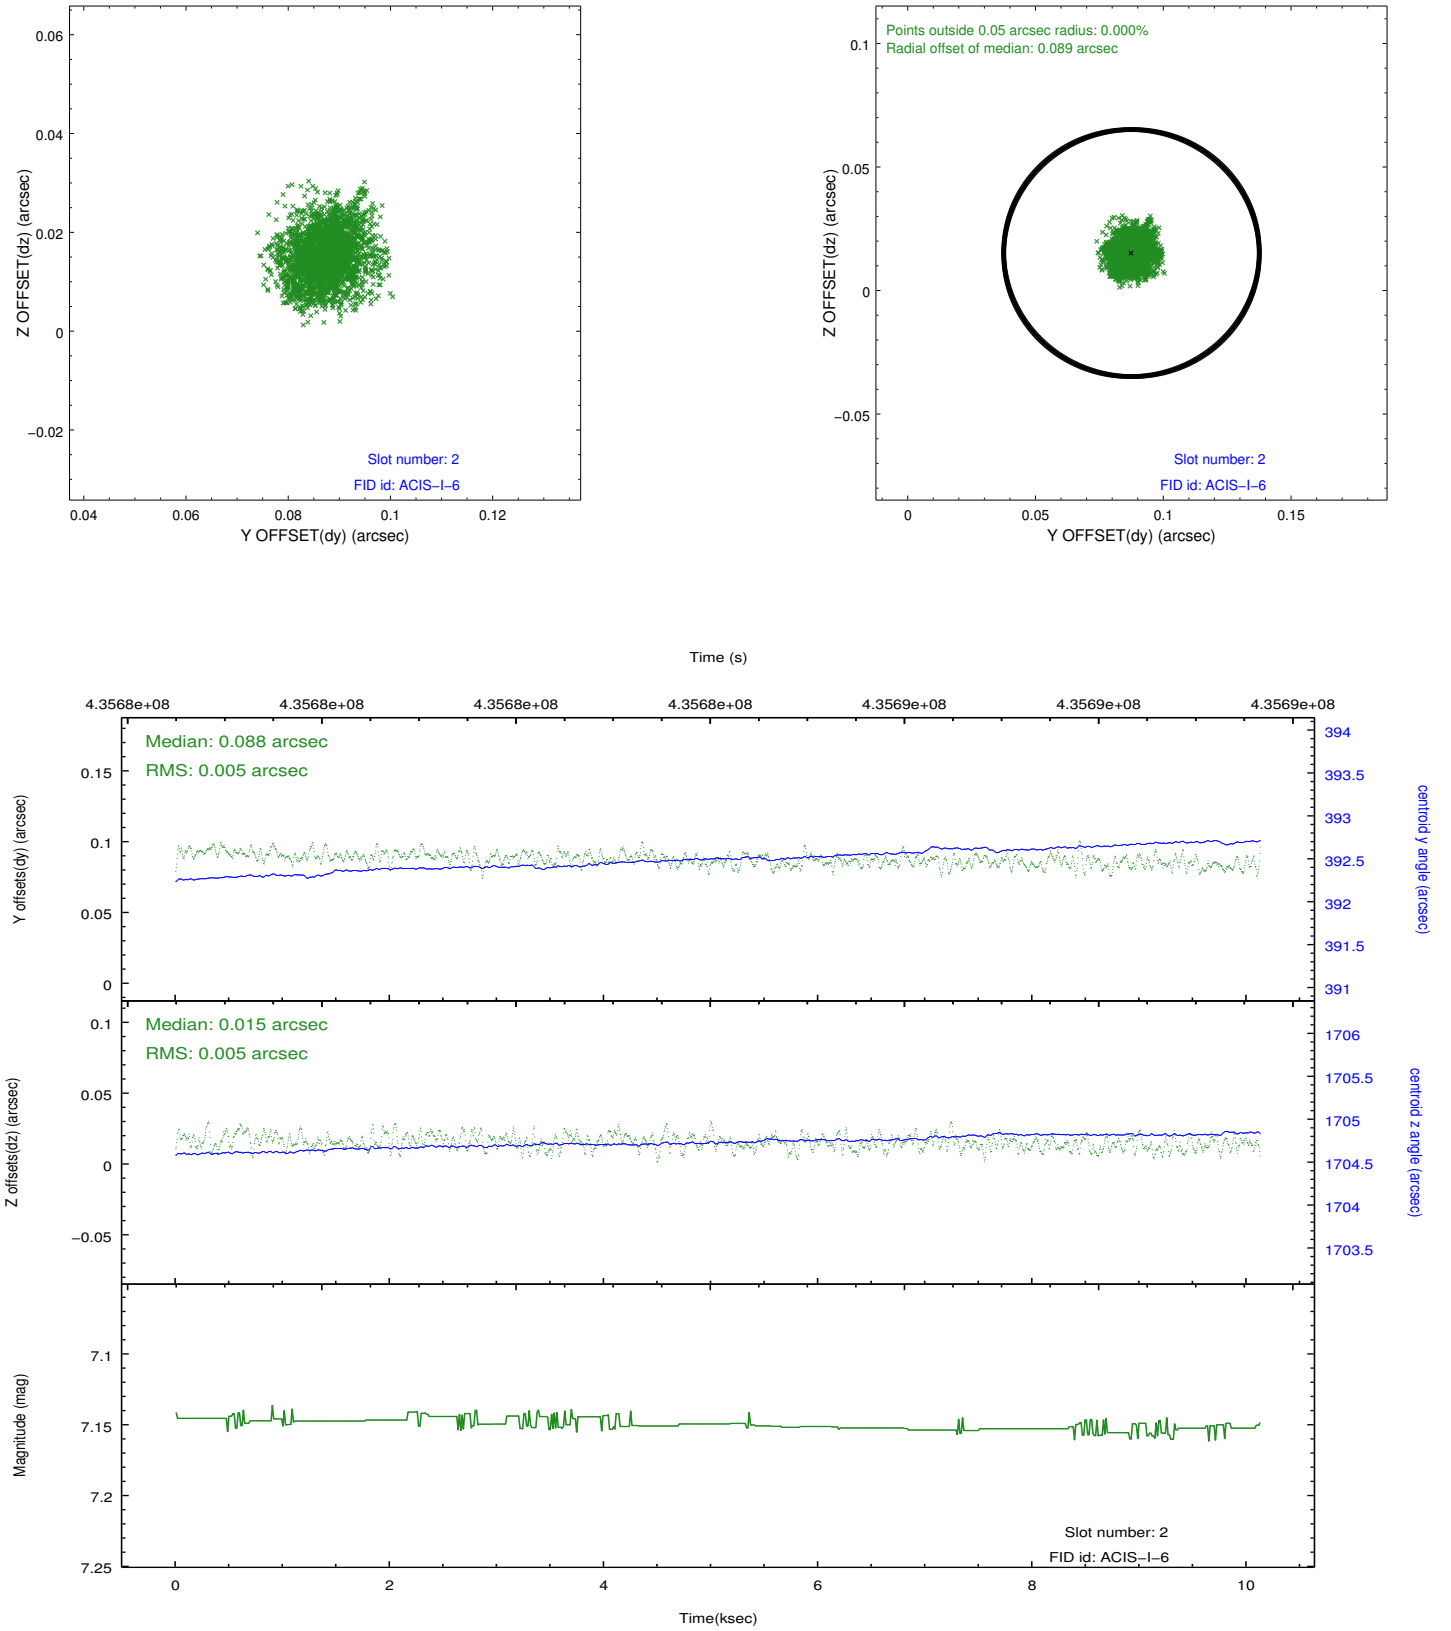 0.06
0.04
0.02
0
−0.02
Z OFFSET(dz) (arcsec)
Slot number: 2
FID id: ACIS−I−6
0.04 0.06 0.08 0.1 0.12
Y OFFSET(dy) (arcsec)
Points outside 0.05 arcsec radius: 0.000%
Radial offset of median: 0.089 arcsec
0.1
0.05
0
−0.05
Z OFFSET(dz) (arcsec)
Slot number: 2
FID id: ACIS−I−6
0 0.05 0.1 0.15
Y OFFSET(dy) (arcsec)
Time (s)
4.3568e+08 4.3568e+08 4.3568e+08 4.3568e+08 4.3569e+08 4.3569e+08 4.3569e+08
Median: 0.088 arcsec
RMS: 0.005 arcsec
0.15
0.1
0.05
0
Y offsets(dy) (arcsec)
394
393.5
393
392.5
392
391.5
391
centroid y angle (arcsec)
Median: 0.015 arcsec
RMS: 0.005 arcsec
0.1
0.05
0
−0.05
Z offsets(dz) (arcsec)
1706
1705.5
1705
1704.5
1704
1703.5
centroid z angle (arcsec)
7.1
7.15
7.2
7.25
Magnitude (mag)
Slot number: 2
FID id: ACIS−I−6
0 2 4 6 8 10
Time(ksec)